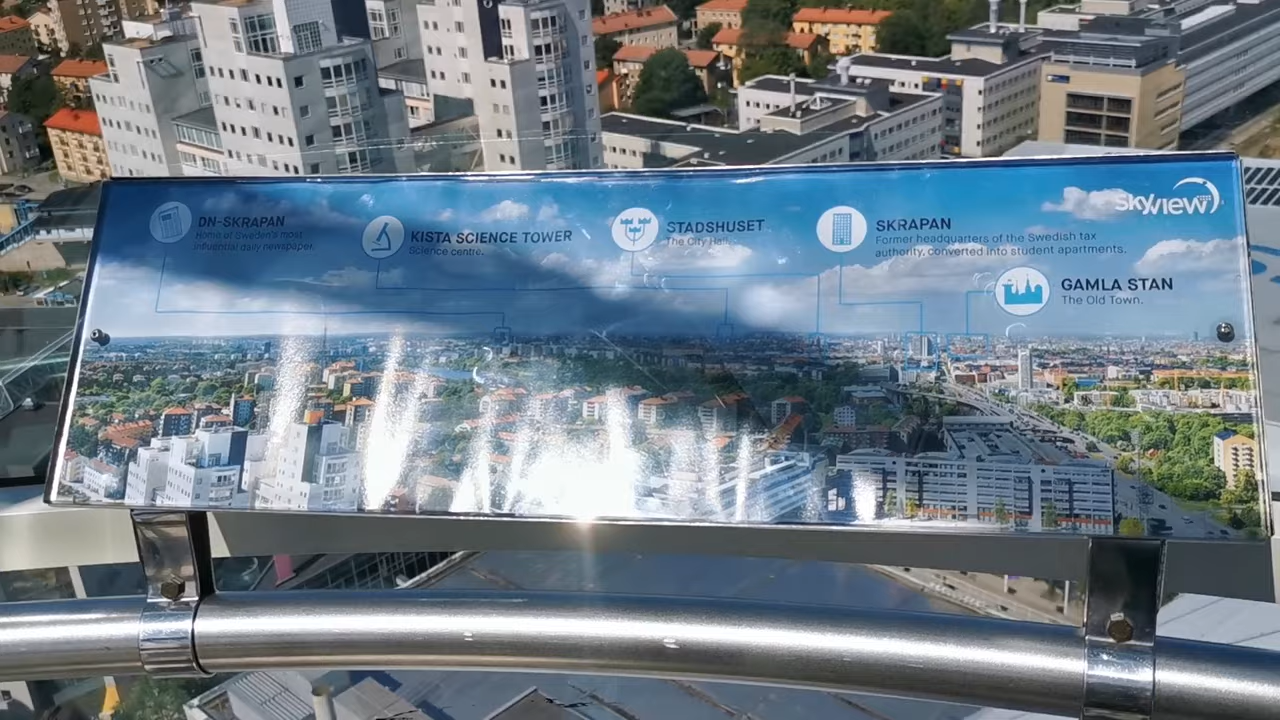 DN-SKRAPAN
Home of Sweden's most
influential daily newspaper.
KISTA SCIENCE TOWER
Science centre.
STADSHUSET
The City Hall.
SKRAPAN
Former headquarters of the Swedish tax
authority, converted into student apartments.
GAMLA STAN
The Old Town.
skyview